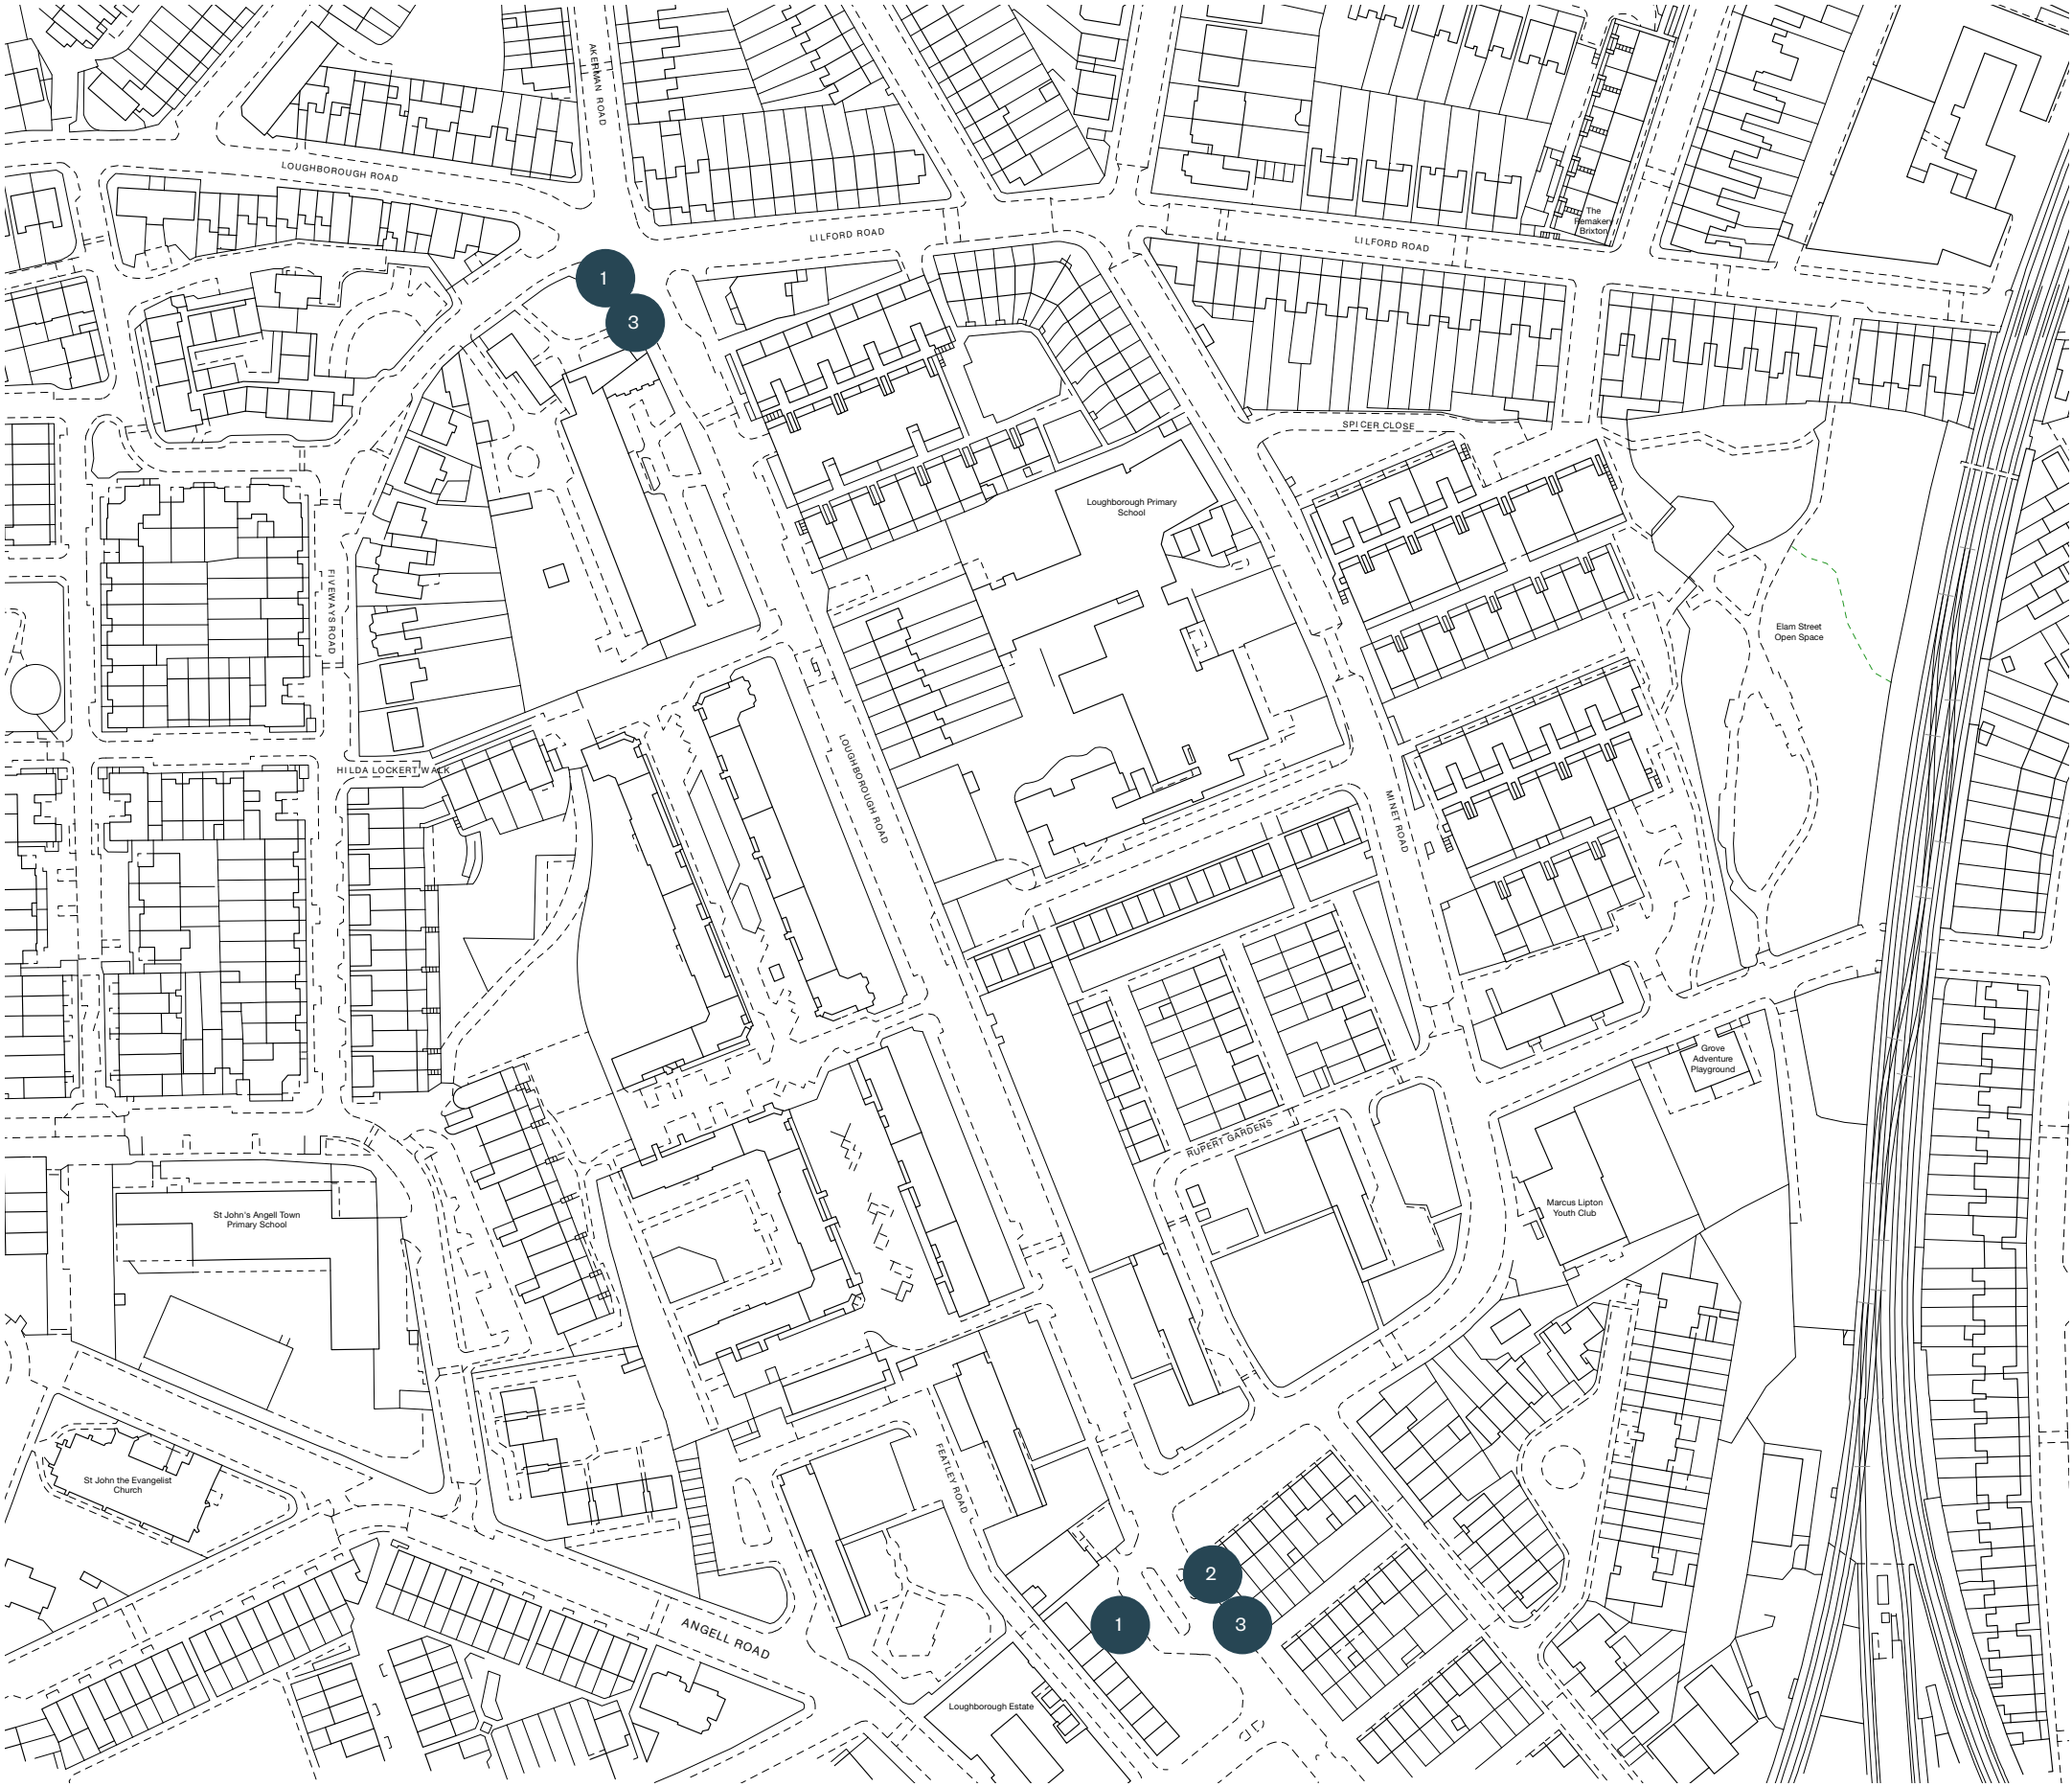 AKERMAN ROAD
LOUGHBOROUGH ROAD
The
Remakery
Brixton
LILFORD ROAD
LILFORD ROAD
1
3
SPICER CLOSE
Loughborough Primary
School
FIVEWAYS ROAD
Elam Street
Open Space
HILDA LOCKERT WALK
LOUGHBOROUGH ROAD
MINET ROAD
Grove
Adventure
Playground
RUPERT GARDENS
Marcus Lipton
Youth Club
St John's Angell Town
Primary School
St John the Evangelist
Church
FEATLEY ROAD
2
1
3
ANGELL ROAD
Loughborough Estate